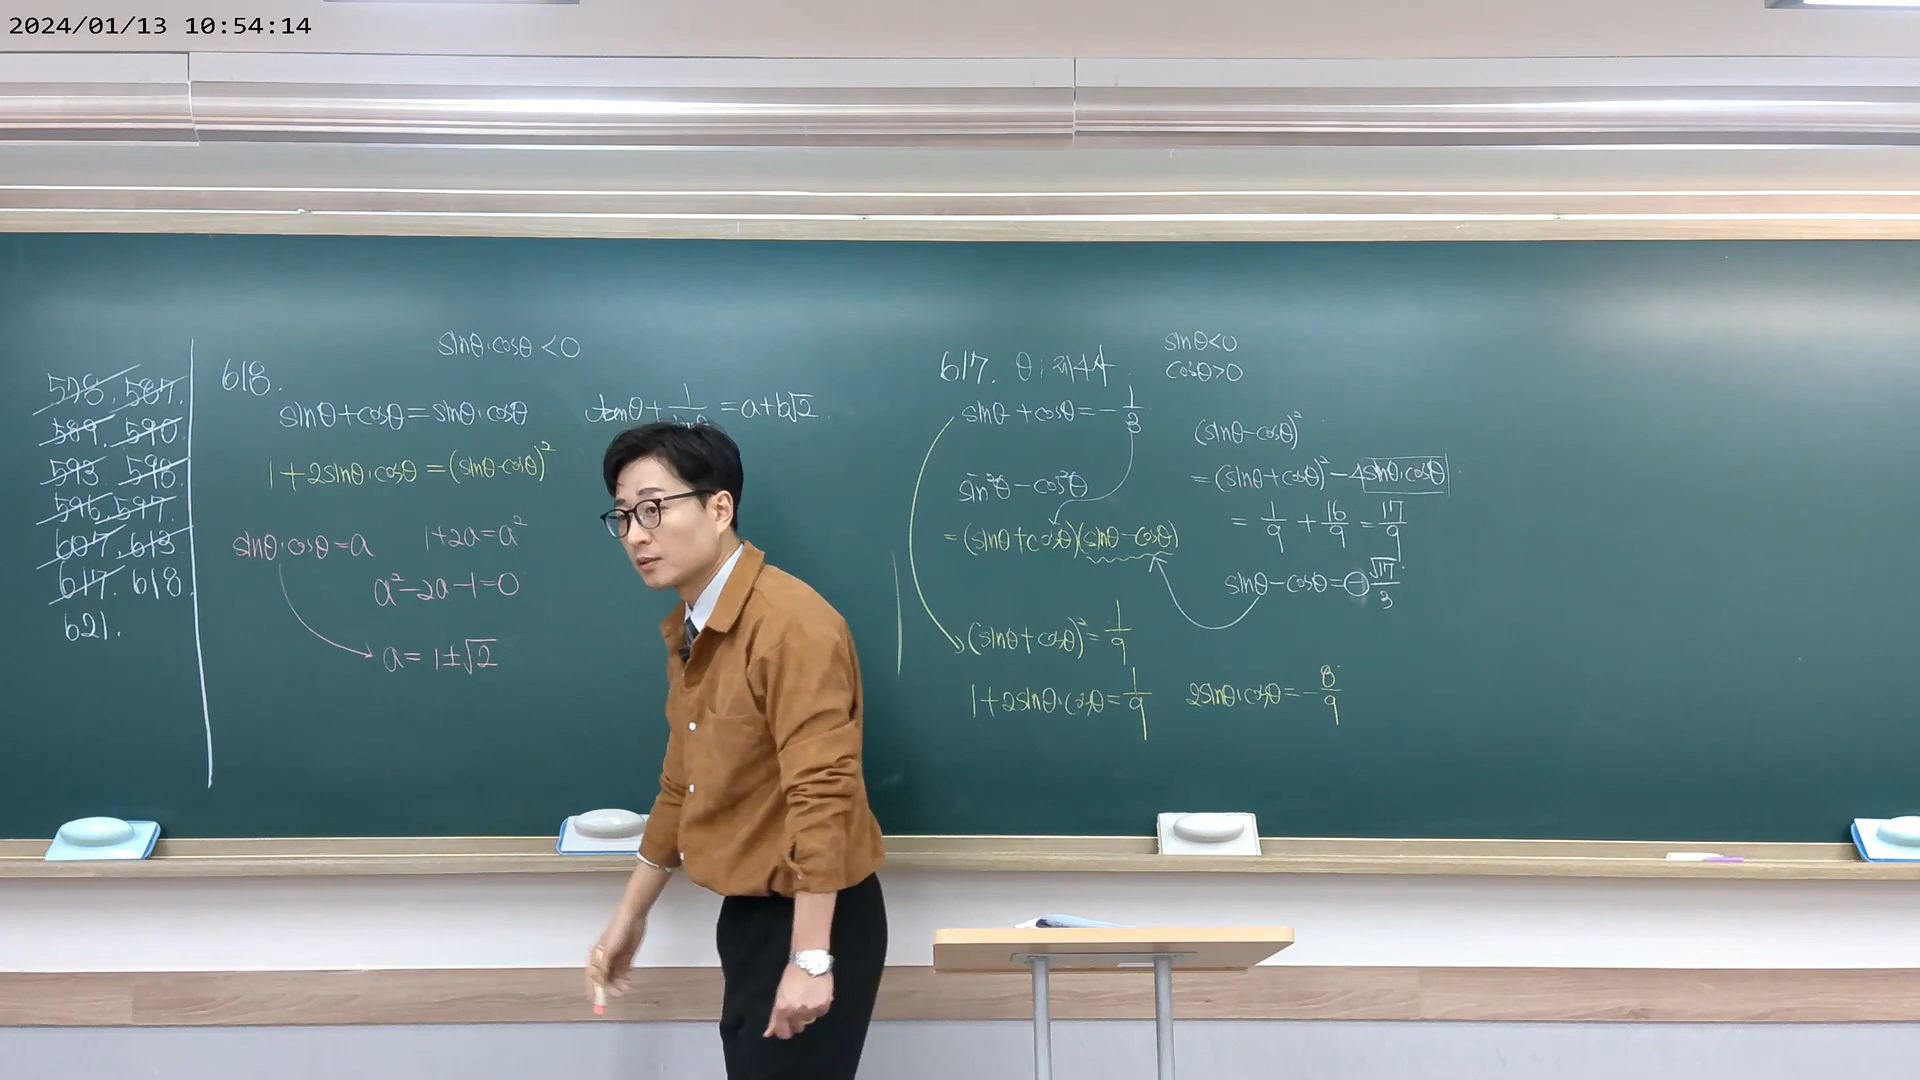 2024/01/13 10:54:14
578. 587.
589. 590.
593. 598
596. 597.
607. 613.
617. 618.
621.
618.
sinθ·cosθ<0
sinθ+cosθ=sinθ·cosθ
tanθ+1/tanθ=a+b√2.
1+2sinθ·cosθ=(sinθ·cosθ)²
sinθ·cosθ=a
1+2a=a²
a²-2a-1=0
a=1±√2
617. θ:제4사
sinθ<0
cosθ>0
sinθ+cosθ=-1/3
sin²θ-cos²θ
=(sinθ+cosθ)(sinθ-cosθ)
(sinθ+cosθ)²=1/9
1+2sinθ·cosθ=1/9
2sinθ·cosθ=-8/9
(sinθ-cosθ)²
=(sinθ+cosθ)²-4sinθ·cosθ
=1/9+16/9=17/9
sinθ-cosθ=-√17/3